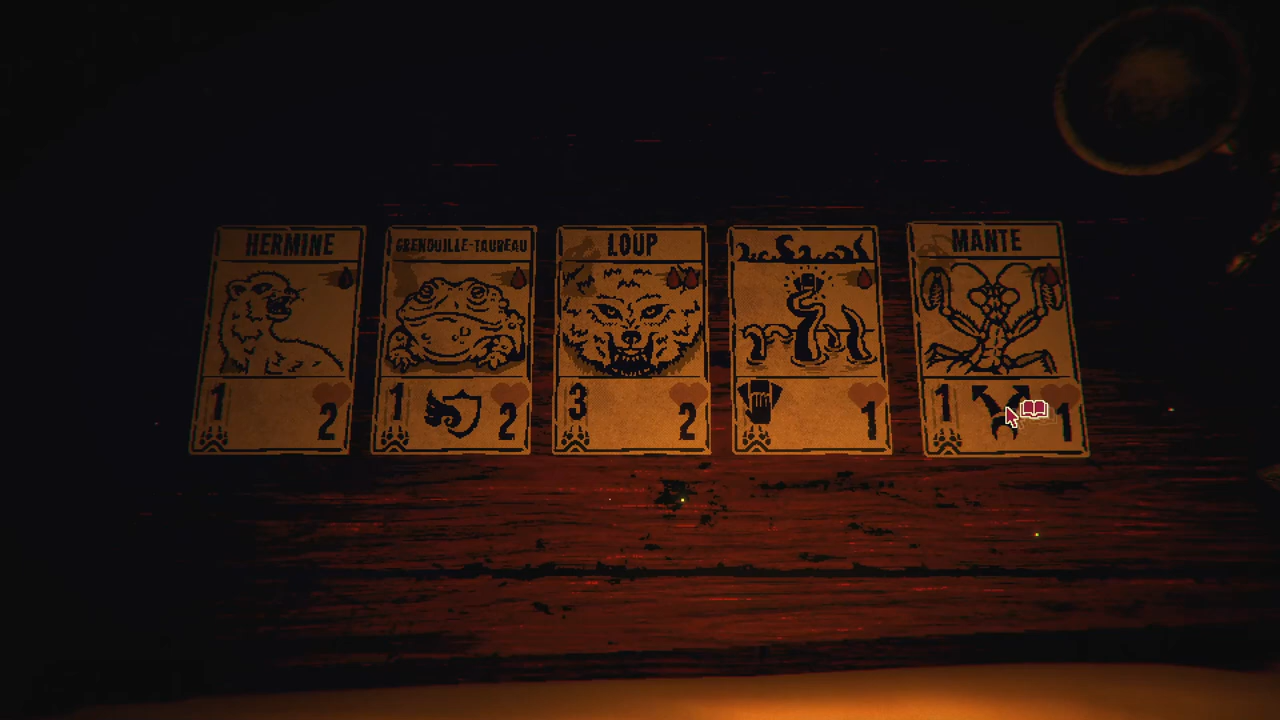 HERMINE
GRENOUILLE-TAUREAU
LOUP
MANTE
1 2
1 2
3 2
1
1 1